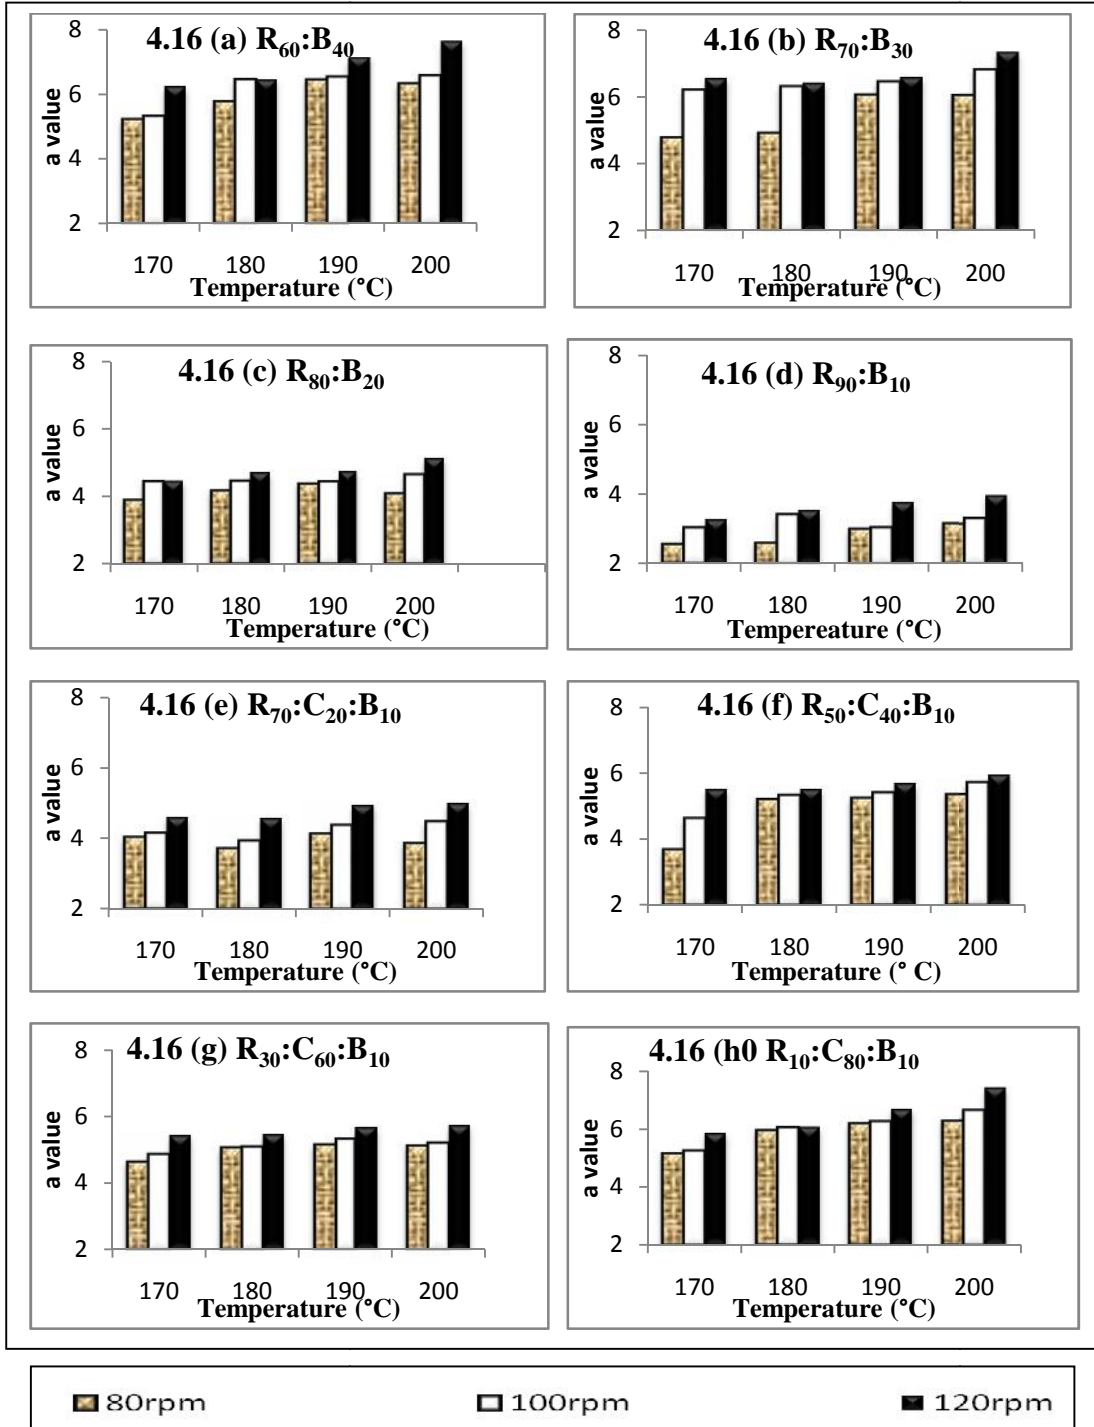 4.16 (a) R60:B40
8
6
4
2
a value
170 180 190 200
Temperature (°C)
4.16 (b) R70:B30
8
6
4
2
a value
170 180 190 200
Temperature (°C)
4.16 (c) R80:B20
8
6
4
2
a value
170 180 190 200
Temperature (°C)
4.16 (d) R90:B10
8
6
4
2
a value
170 180 190 200
Tempereature (°C)
4.16 (e) R70:C20:B10
8
6
4
2
a value
170 180 190 200
Temperature (°C)
4.16 (f) R50:C40:B10
8
6
4
2
a value
170 180 190 200
Temperature (° C)
4.16 (g) R30:C60:B10
8
6
4
2
a value
170 180 190 200
Temperature (°C)
4.16 (h0 R10:C80:B10
8
6
4
2
a value
170 180 190 200
Temperature (°C)
80rpm 100rpm 120rpm